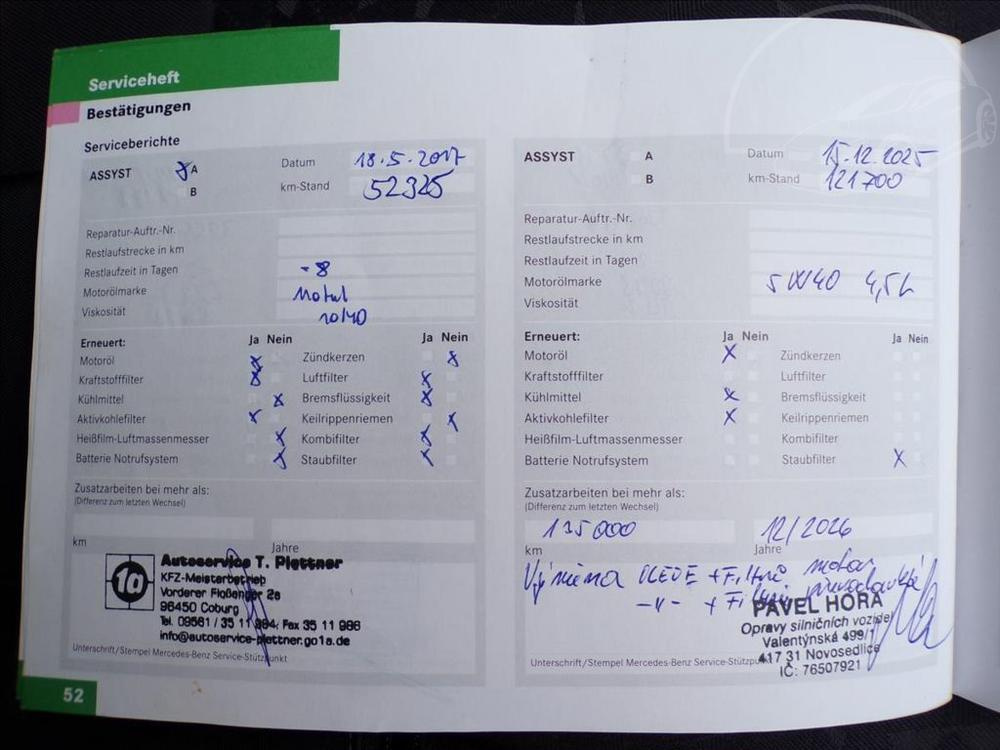 Serviceheft
Bestätigungen
Serviceberichte
ASSYST A
B
Datum 18.5.2017
km-Stand 52325
Reparatur-Auftr.-Nr.
Restlaufstrecke in km
Restlaufzeit in Tagen -8
Motorölmarke Motul
Viskosität 10/40
Erneuert: Ja Nein Ja Nein
Motoröl Zündkerzen
Kraftstofffilter Luftfilter
Kühlmittel Bremsflüssigkeit
Aktivkohlefilter Keilrippenriemen
Heißfilm-Luftmassenmesser Kombifilter
Batterie Notrufsystem Staubfilter
Zusatzarbeiten bei mehr als:
(Differenz zum letzten Wechsel)
km Jahre
1a
Autoservice T. Plettner
KFZ-Meisterbetrieb
Vorderer Floßanger 2a
96450 Coburg
Tel. 09561 / 35 11 994, Fax 35 11 986
info@autoservice-plettner.go1a.de
Unterschrift/Stempel Mercedes-Benz Service-Stützpunkt
52
ASSYST A
B
Datum 15.12.2025
km-Stand 121700
Reparatur-Auftr.-Nr.
Restlaufstrecke in km
Restlaufzeit in Tagen
Motorölmarke 5W40 4,5L
Viskosität
Erneuert: Ja Nein Ja Nein
Motoröl Zündkerzen
Kraftstofffilter Luftfilter
Kühlmittel Bremsflüssigkeit
Aktivkohlefilter Keilrippenriemen
Heißfilm-Luftmassenmesser Kombifilter
Batterie Notrufsystem Staubfilter
Zusatzarbeiten bei mehr als:
(Differenz zum letzten Wechsel)
135000 12/2026
km Jahre
Výměna OLEJE + Filtrů motor
-"- + Filtru převodovka
PAVEL HORA
Opravy silničních vozidel
Valentýnská 499/1
417 31 Novosedlice
IČ: 76507921
Unterschrift/Stempel Mercedes-Benz Service-Stützpunkt